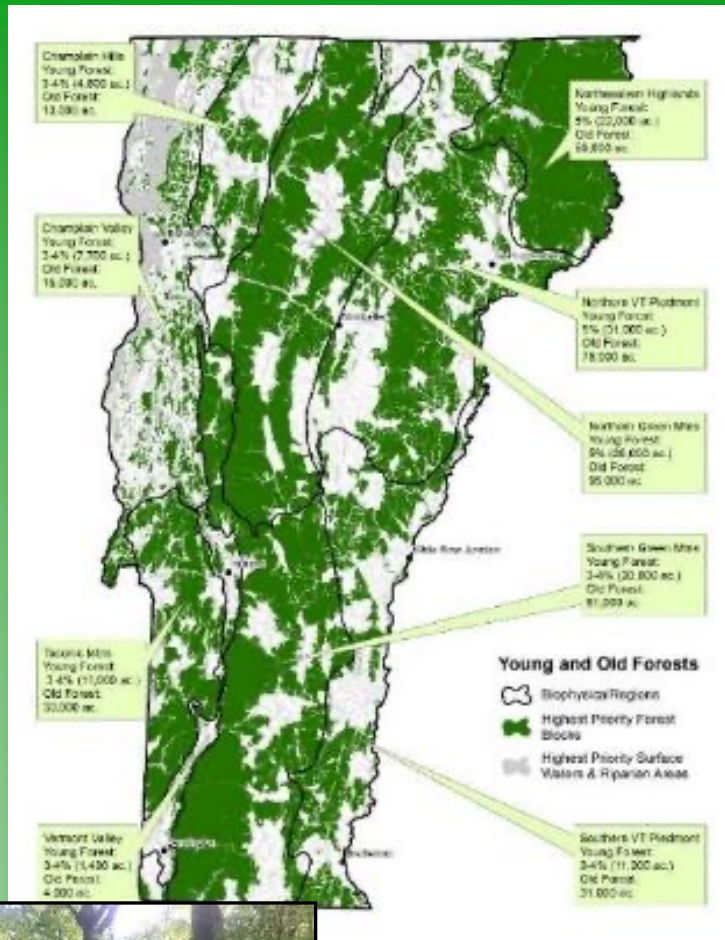 Champlain Hills
Young Forest:
3-4% (4,800 ac.)
Old Forest:
13,000 ac.
Northeastern Highlands
Young Forest:
5% (22,000 ac.)
Old Forest:
ac.
Champlain Valley
Young Forest:
3-4% (7,700 ac.)
Old Forest:
ac.
Northern VT Piedmont
Young Forest:
5% (31,000 ac.)
Old Forest:
78,000 ac.
Northern Green Mtns
Young Forest:
ac.)
Old Forest:
95,000 ac.
White River Junction
Southern Green Mtns
Young Forest:
3-4% ac.)
Old Forest:
ac.
Taconic Mtns
Young Forest:
3-4% (11,000 ac.)
Old Forest:
ac.
Young and Old Forests
Biophysical Regions
Highest Priority Forest
Blocks
Highest Priority Surface
Waters & Riparian Areas
Vermont Valley
Young Forest:
3-4% (1,400 ac.)
Old Forest:
4,000 ac.
Southern VT Piedmont
Young Forest:
3-4% (11,000 ac.)
Old Forest:
31,000 ac.